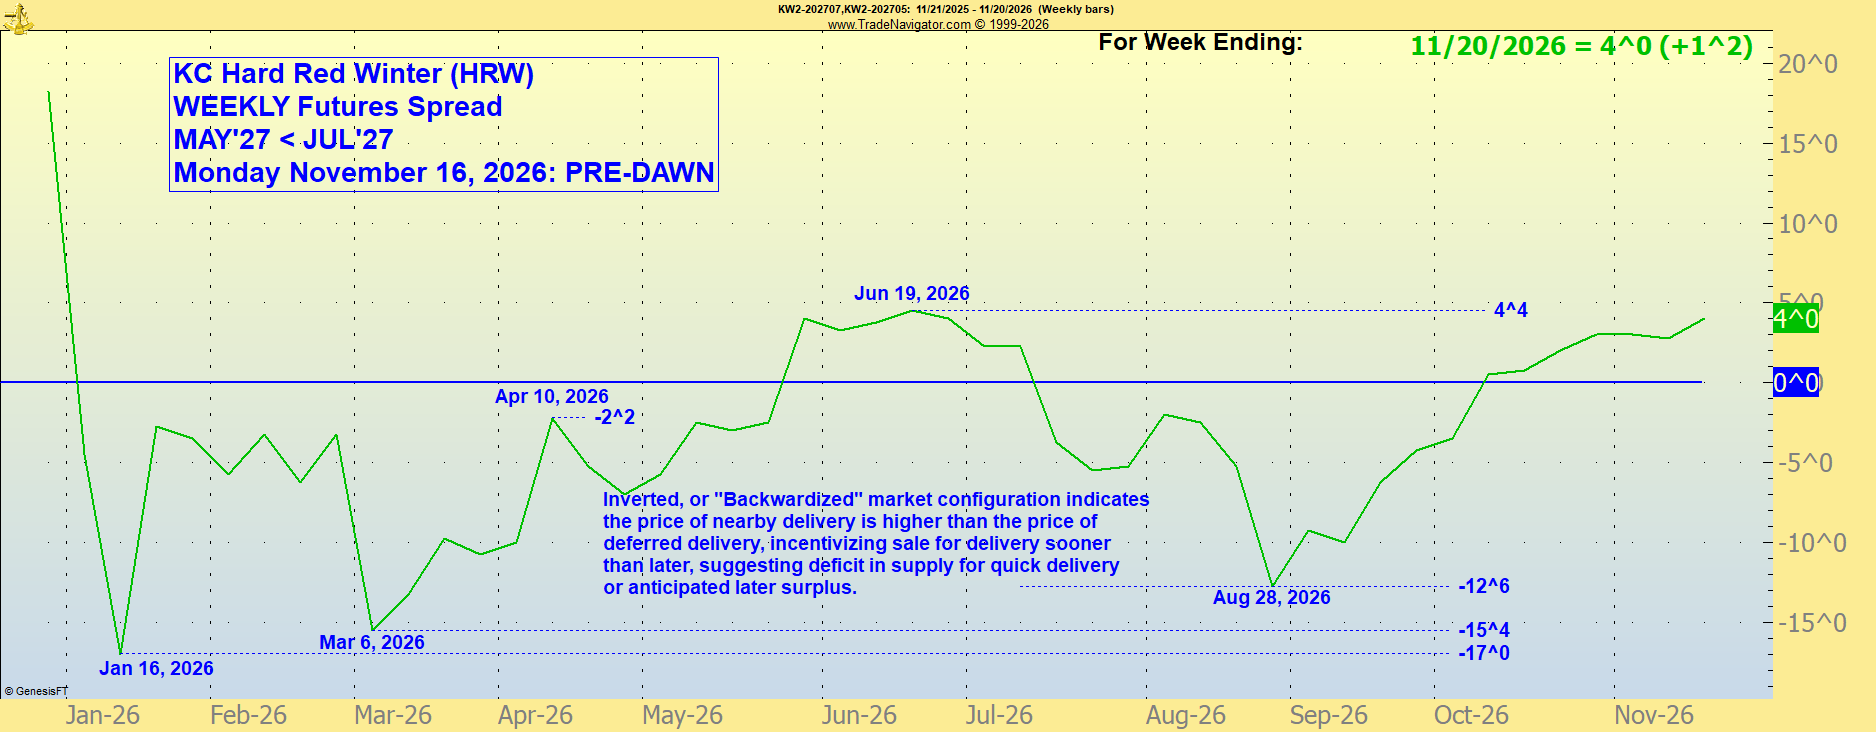 KW2-202707,KW2-202705: 11/21/2025 - 11/20/2026 (Weekly bars)
www.TradeNavigator.com © 1999-2026
For Week Ending:
11/20/2026 = 4^0 (+1^2)
KC Hard Red Winter (HRW)
WEEKLY Futures Spread
MAY'27 < JUL'27
Monday November 16, 2026: PRE-DAWN
20^0
15^0
10^0
5^0
4^0
0^0
-5^0
-10^0
-15^0
Jun 19, 2026
4^4
Apr 10, 2026
-2^2
Inverted, or "Backwardized" market configuration indicates
the price of nearby delivery is higher than the price of
deferred delivery, incentivizing sale for delivery sooner
than later, suggesting deficit in supply for quick delivery
or anticipated later surplus.
-12^6
Aug 28, 2026
-15^4
Mar 6, 2026
-17^0
Jan 16, 2026
© GenesisFT
Jan-26
Feb-26
Mar-26
Apr-26
May-26
Jun-26
Jul-26
Aug-26
Sep-26
Oct-26
Nov-26